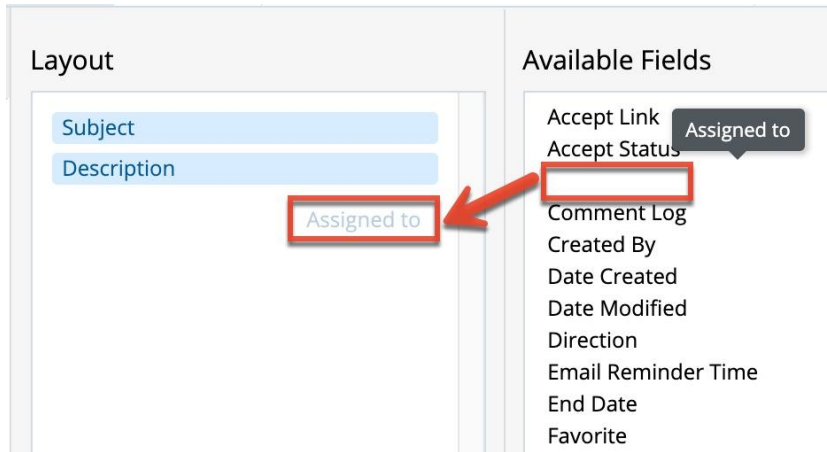 Layout
Subject
Description
Assigned to
Available Fields
Accept Link
Assigned to
Accept Status
Comment Log
Created By
Date Created
Date Modified
Direction
Email Reminder Time
End Date
Favorite